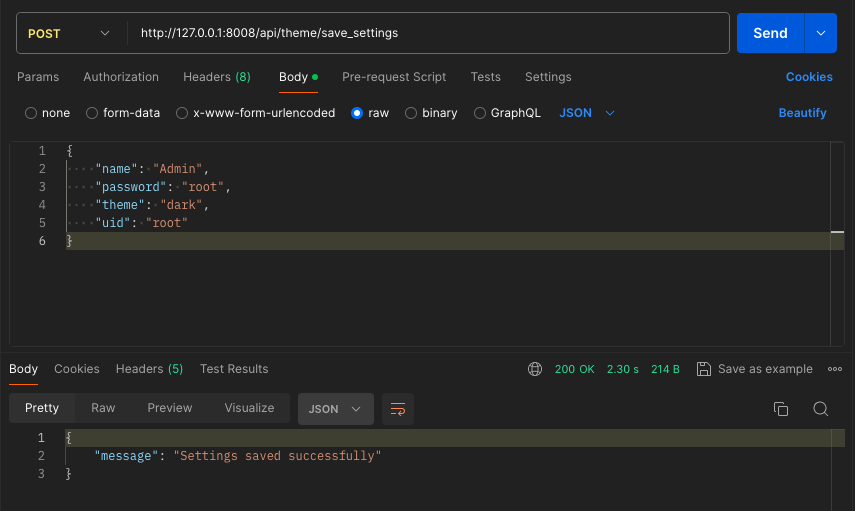 POST http://127.0.0.1:8008/api/theme/save_settings Send
Params Authorization Headers (8) Body Pre-request Script Tests Settings Cookies
none form-data x-www-form-urlencoded raw binary GraphQL JSON Beautify
1 {
2 "name": "Admin",
3 "password": "root",
4 "theme": "dark",
5 "uid": "root"
6 }
Body Cookies Headers (5) Test Results 200 OK 2.30 s 214 B Save as example
Pretty Raw Preview Visualize JSON
1 {
2 "message": "Settings saved successfully"
3 }